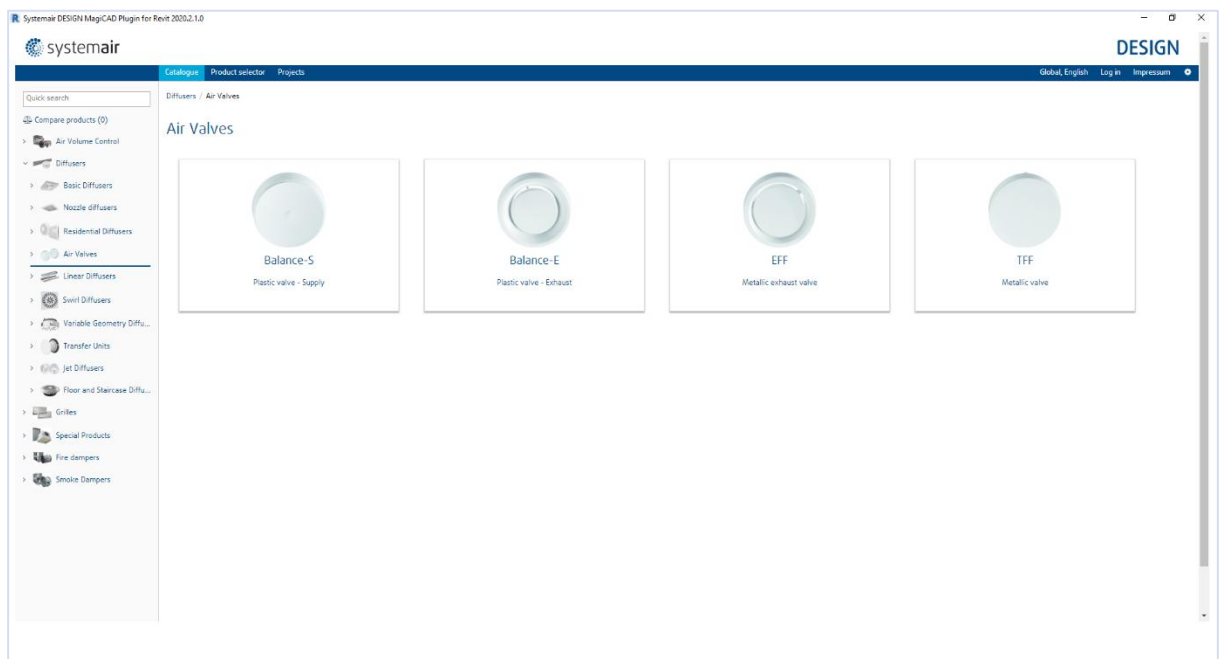 Systemair DESIGN MagiCAD Plugin for Revit 2020.2.1.0
systemair
DESIGN
Catalogue Product selector Projects
Global, English Log in Impressum
Quick search
Diffusers / Air Valves
Compare products (0)
Air Valves
Air Volume Control
Diffusers
Basic Diffusers
Nozzle diffusers
Residential Diffusers
Air Valves
Linear Diffusers
Swirl Diffusers
Variable Geometry Diffu...
Transfer Units
Jet Diffusers
Floor and Staircase Diffu...
Grilles
Special Products
Fire dampers
Smoke Dampers
Balance-S
Plastic valve - Supply
Balance-E
Plastic valve - Exhaust
EFF
Metallic exhaust valve
TFF
Metallic valve